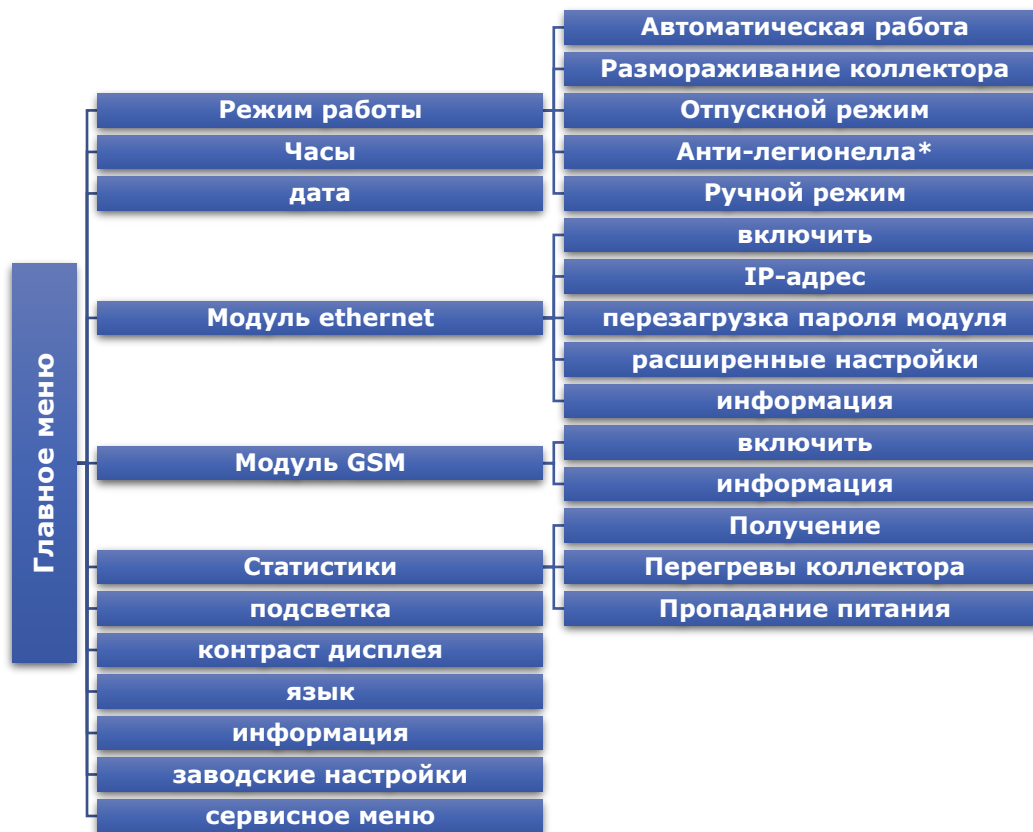 Главное меню
Режим работы
Автоматическая работа
Размораживание коллектора
Отпускной режим
Анти-легионелла*
Ручной режим
Часы
дата
Модуль ethernet
включить
IP-адрес
перезагрузка пароля модуля
расширенные настройки
информация
Модуль GSM
включить
информация
Статистики
Получение
Перегревы коллектора
Пропадание питания
подсветка
контраст дисплея
язык
информация
заводские настройки
сервисное меню